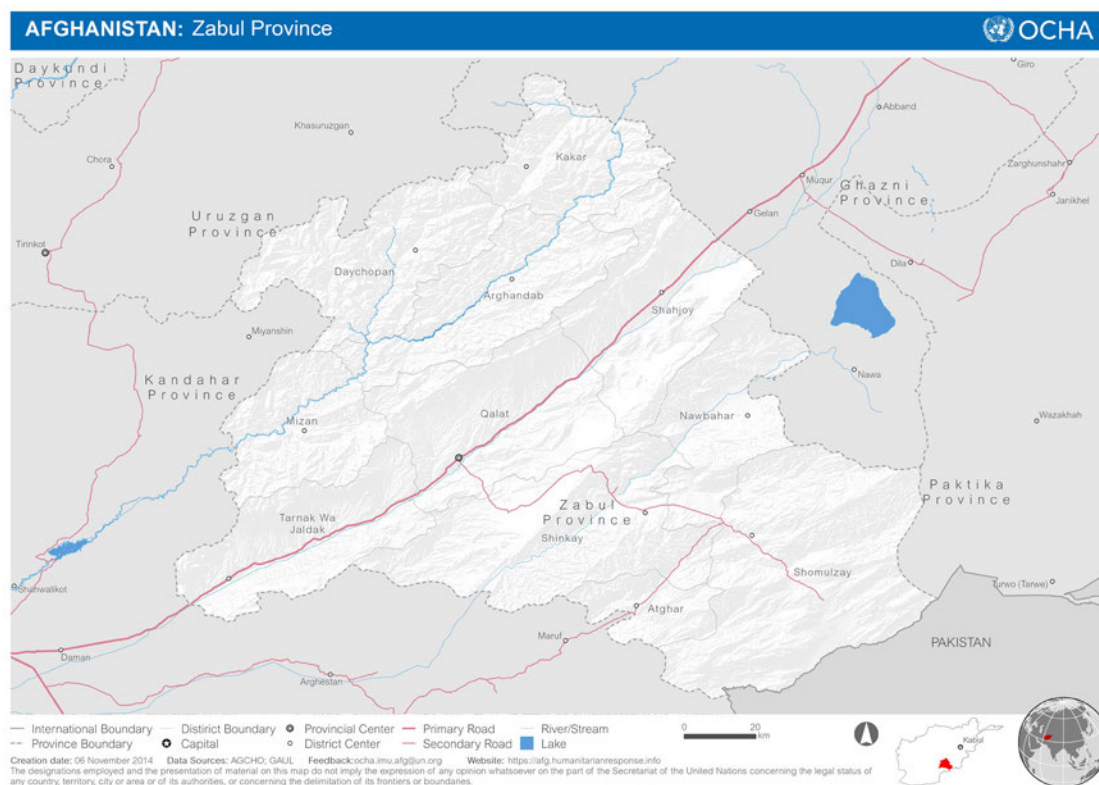 AFGHANISTAN: Zabul Province
OCHA
Daykundi
Province
Giro
Abband
Khasuruzgan
Kakar
Chora
Zarghunshahr
Muqur
Ghazni
Province
Janikhel
Uruzgan
Province
Gelan
Tirinkot
Daychopan
Dila
Arghandab
Shahjoy
Miyanshin
Kandahar
Province
Nawa
Qalat
Nawbahar
Mizan
Wazakhah
Paktika
Province
Zabul
Province
Tarnak Wa
Jaldak
Shinkay
Shomulzay
Shahwalikot
Turwo (Tarwe)
Atghar
Maruf
PAKISTAN
Daman
Arghestan
International Boundary
District Boundary
Provincial Center
Primary Road
River/Stream
0 20
km
Province Boundary
Capital
District Center
Secondary Road
Lake
Kabul
Creation date: 06 November 2014 Data Sources: AGCHO; GAUL Feedback:ocha.imu.afg@un.org Website: https://afg.humanitarianresponse.info
The designations employed and the presentation of material on this map do not imply the expression of any opinion whatsoever on the part of the Secretariat of the United Nations concerning the legal status of
any country, territory, city or area or of its authorities, or concerning the delimitation of its frontiers or boundaries.